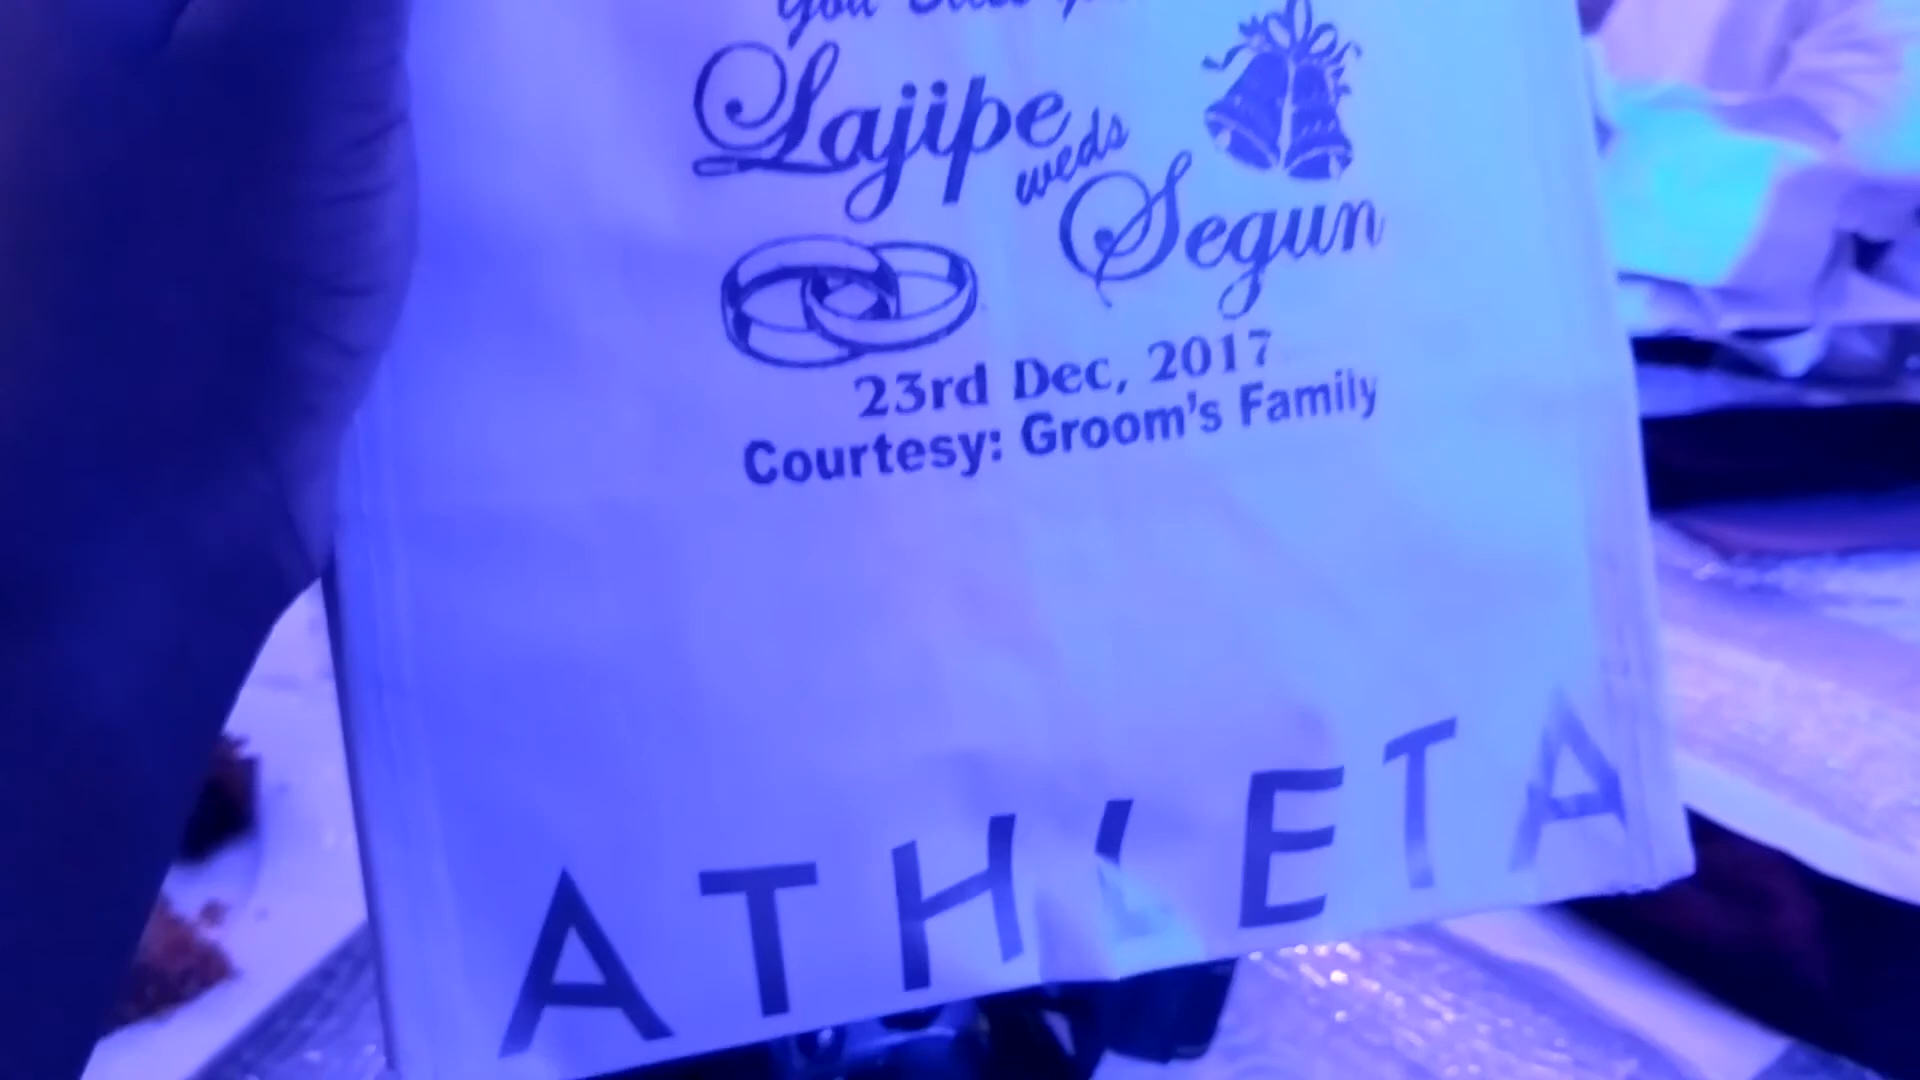 Lajipe
weds
Segun
23rd Dec, 2017
Courtesy: Groom's Family
ATHLETA